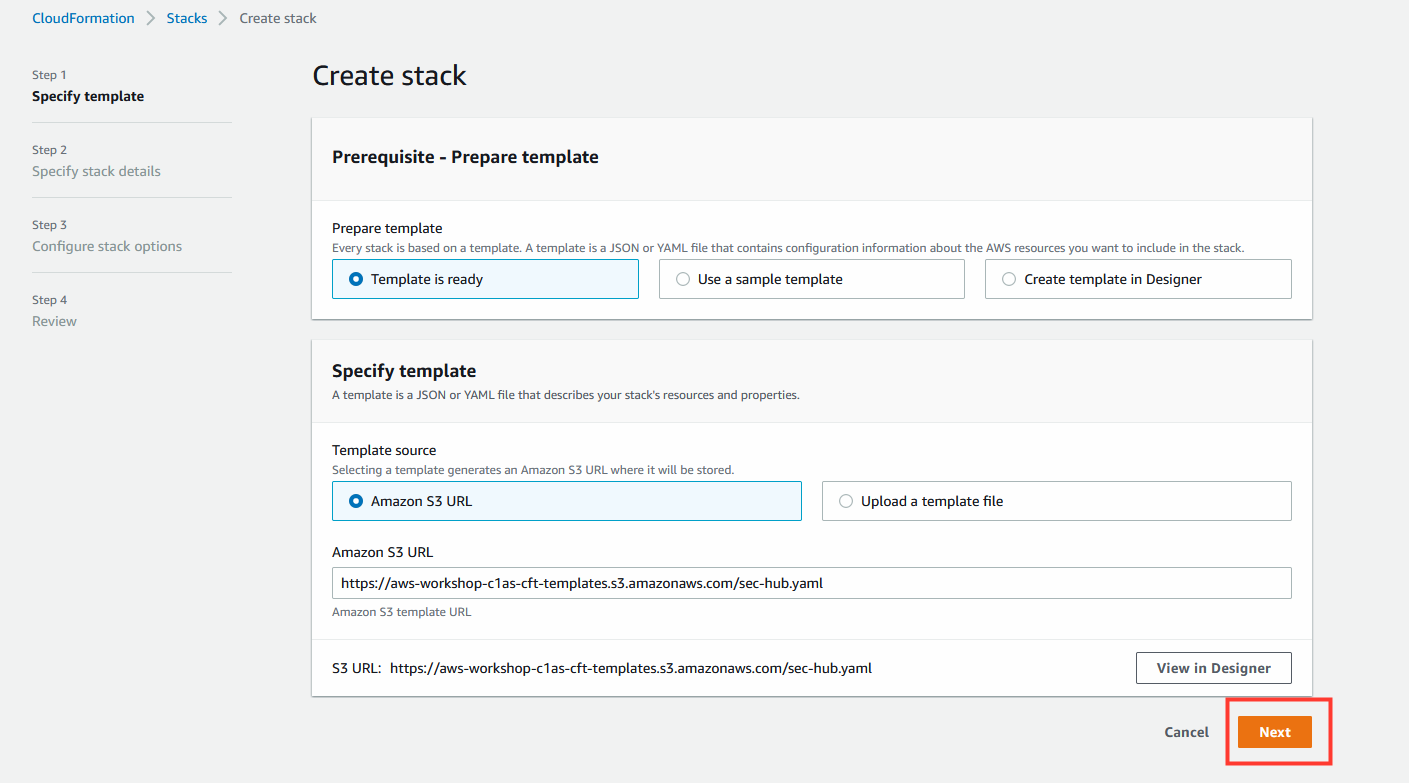 CloudFormation > Stacks > Create stack
Step 1
Specify template
Step 2
Specify stack details
Step 3
Configure stack options
Step 4
Review
Create stack
Prerequisite - Prepare template
Prepare template
Every stack is based on a template. A template is a JSON or YAML file that contains configuration information about the AWS resources you want to include in the stack.
Template is ready
Use a sample template
Create template in Designer
Specify template
A template is a JSON or YAML file that describes your stack's resources and properties.
Template source
Selecting a template generates an Amazon S3 URL where it will be stored.
Amazon S3 URL
Upload a template file
Amazon S3 URL
https://aws-workshop-c1as-cft-templates.s3.amazonaws.com/sec-hub.yaml
Amazon S3 template URL
S3 URL: https://aws-workshop-c1as-cft-templates.s3.amazonaws.com/sec-hub.yaml
View in Designer
Cancel
Next